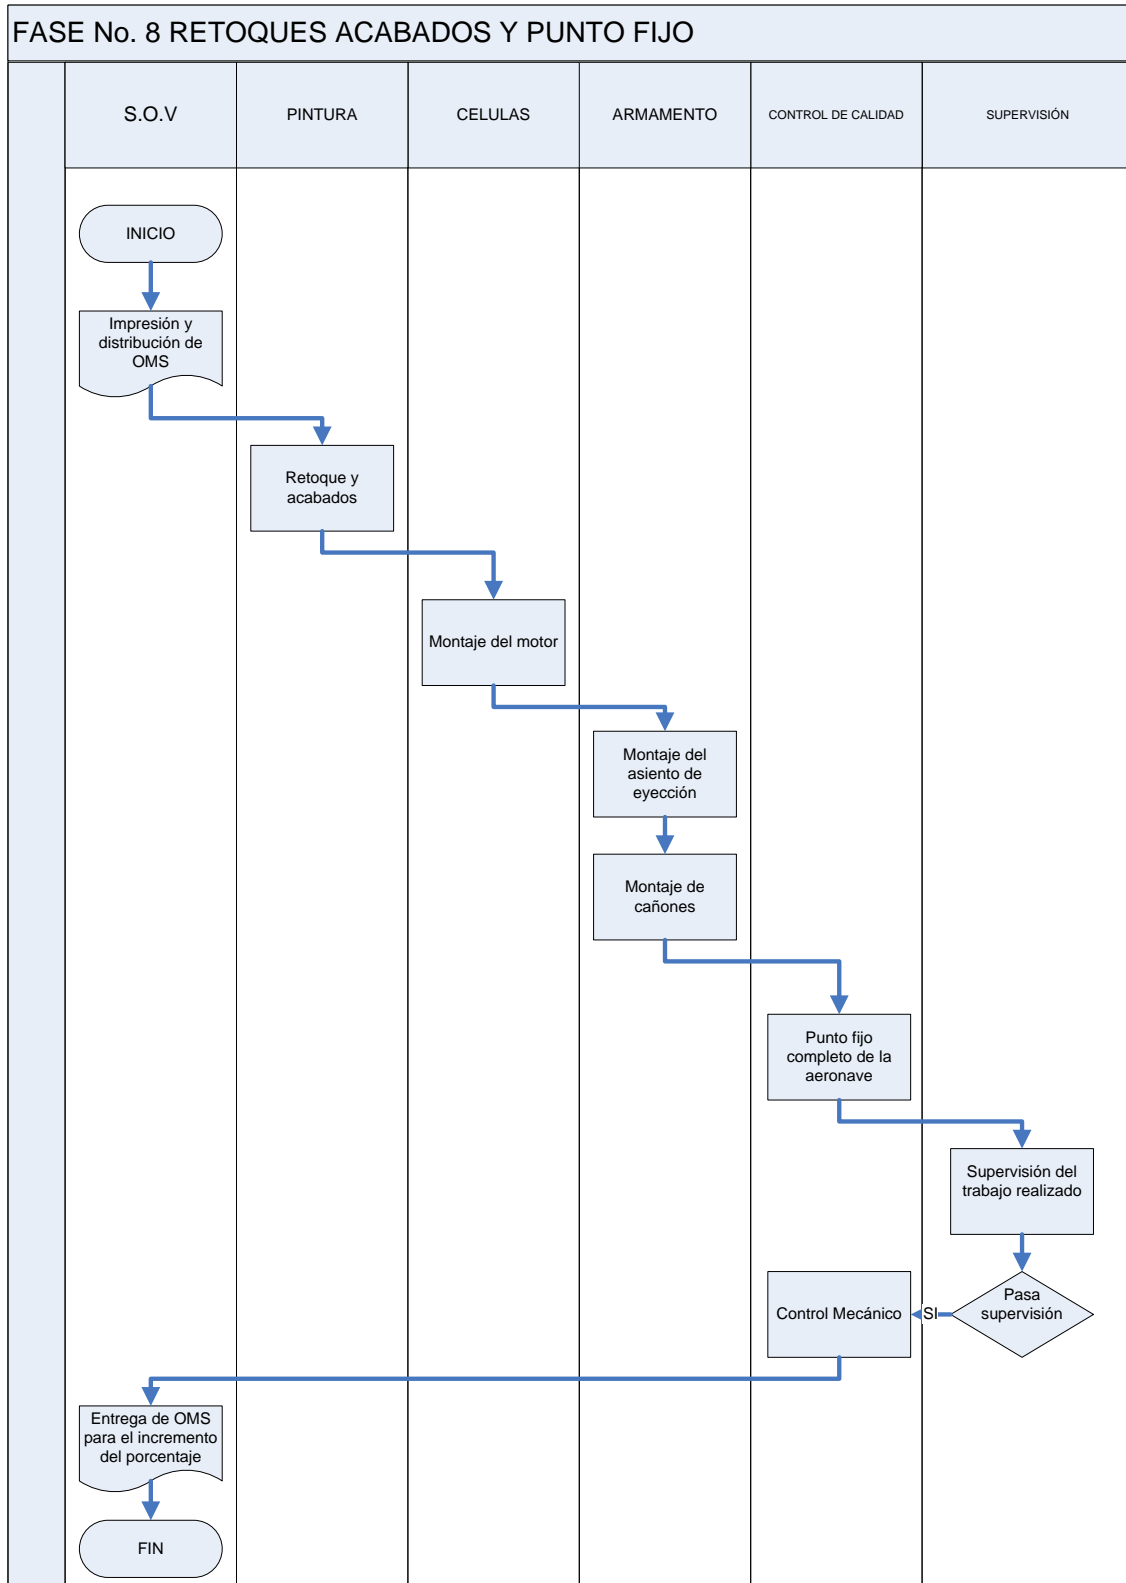 FASE No. 8 RETOQUES ACABADOS Y PUNTO FIJO
S.O.V
PINTURA
CELULAS
ARMAMENTO
CONTROL DE CALIDAD
SUPERVISIÓN
INICIO
Impresión y
distribución de
OMS
Retoque y
acabados
Montaje del motor
Montaje del
asiento de
eyección
Montaje de
cañones
Punto fijo
completo de la
aeronave
Supervisión del
trabajo realizado
Pasa
supervisión
SI
Control Mecánico
Entrega de OMS
para el incremento
del porcentaje
FIN